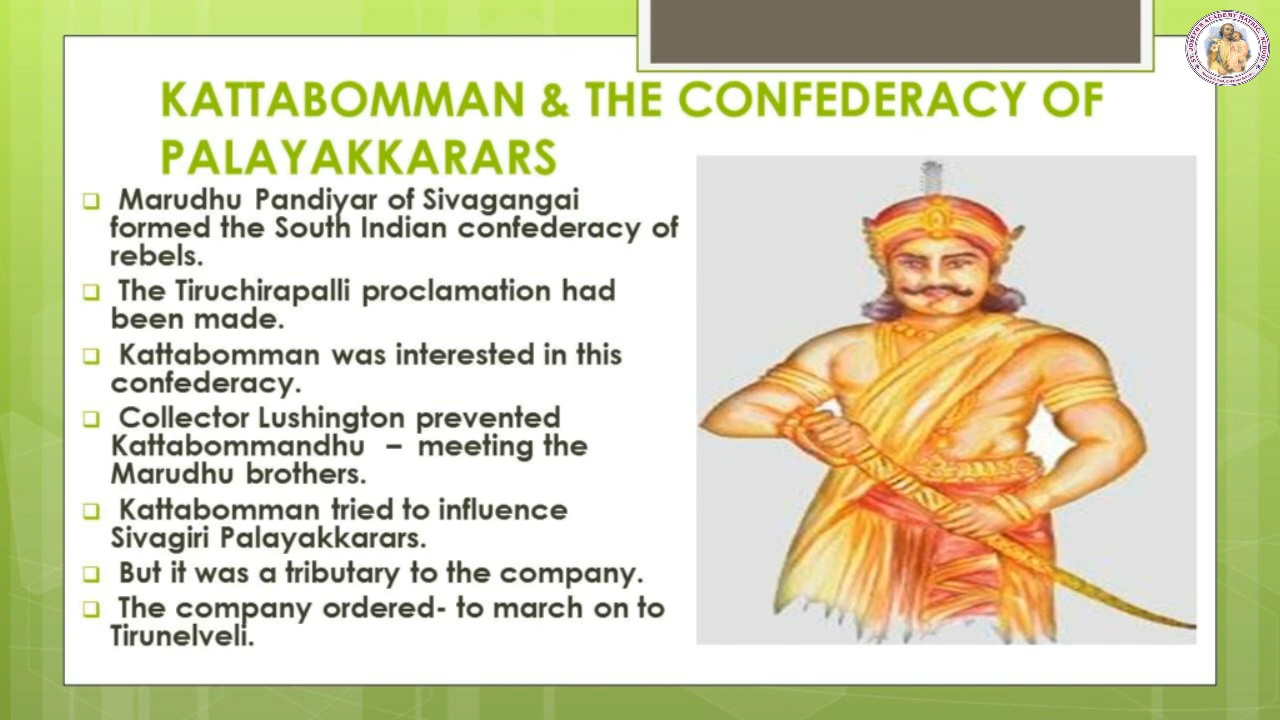 KATTABOMMAN & THE CONFEDERACY OF
PALAYAKKARARS
Marudhu Pandiyar of Sivagangai
formed the South Indian confederacy of
rebels.
The Tiruchirapalli proclamation had
been made.
Kattabomman was interested in this
confederacy.
Collector Lushington prevented
Kattabommandhu – meeting the
Marudhu brothers.
Kattabomman tried to influence
Sivagiri Palayakkarars.
But it was a tributary to the company.
The company ordered- to march on to
Tirunelveli.